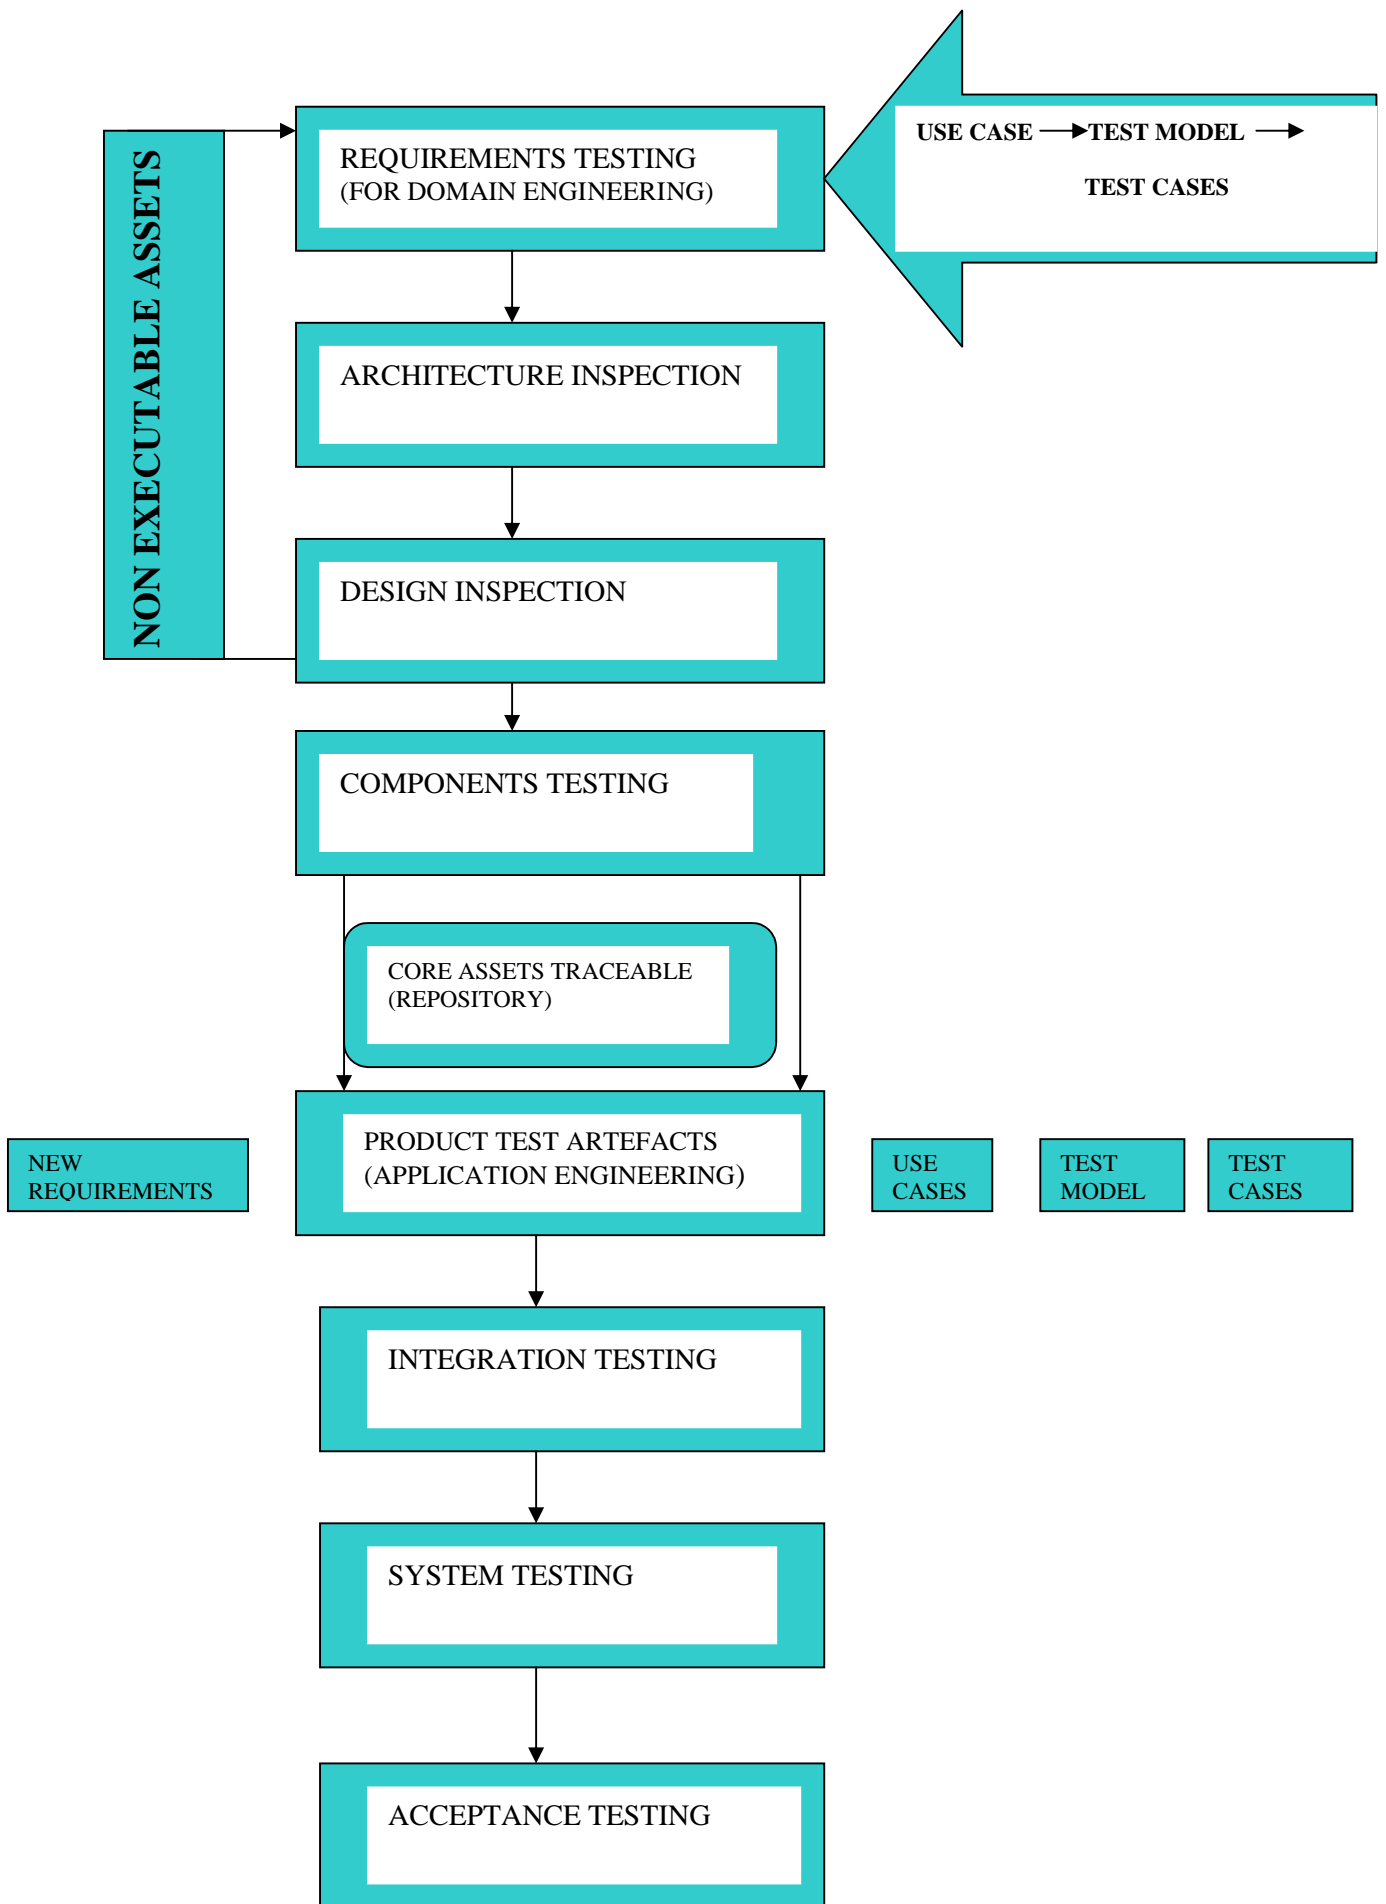 USE CASE TEST MODEL
TEST CASES
REQUIREMENTS TESTING
(FOR DOMAIN ENGINEERING)
NON EXECUTABLE ASSETS
ARCHITECTURE INSPECTION
DESIGN INSPECTION
COMPONENTS TESTING
CORE ASSETS TRACEABLE
(REPOSITORY)
PRODUCT TEST ARTEFACTS
(APPLICATION ENGINEERING)
NEW
REQUIREMENTS
USE
CASES
TEST
MODEL
TEST
CASES
INTEGRATION TESTING
SYSTEM TESTING
ACCEPTANCE TESTING